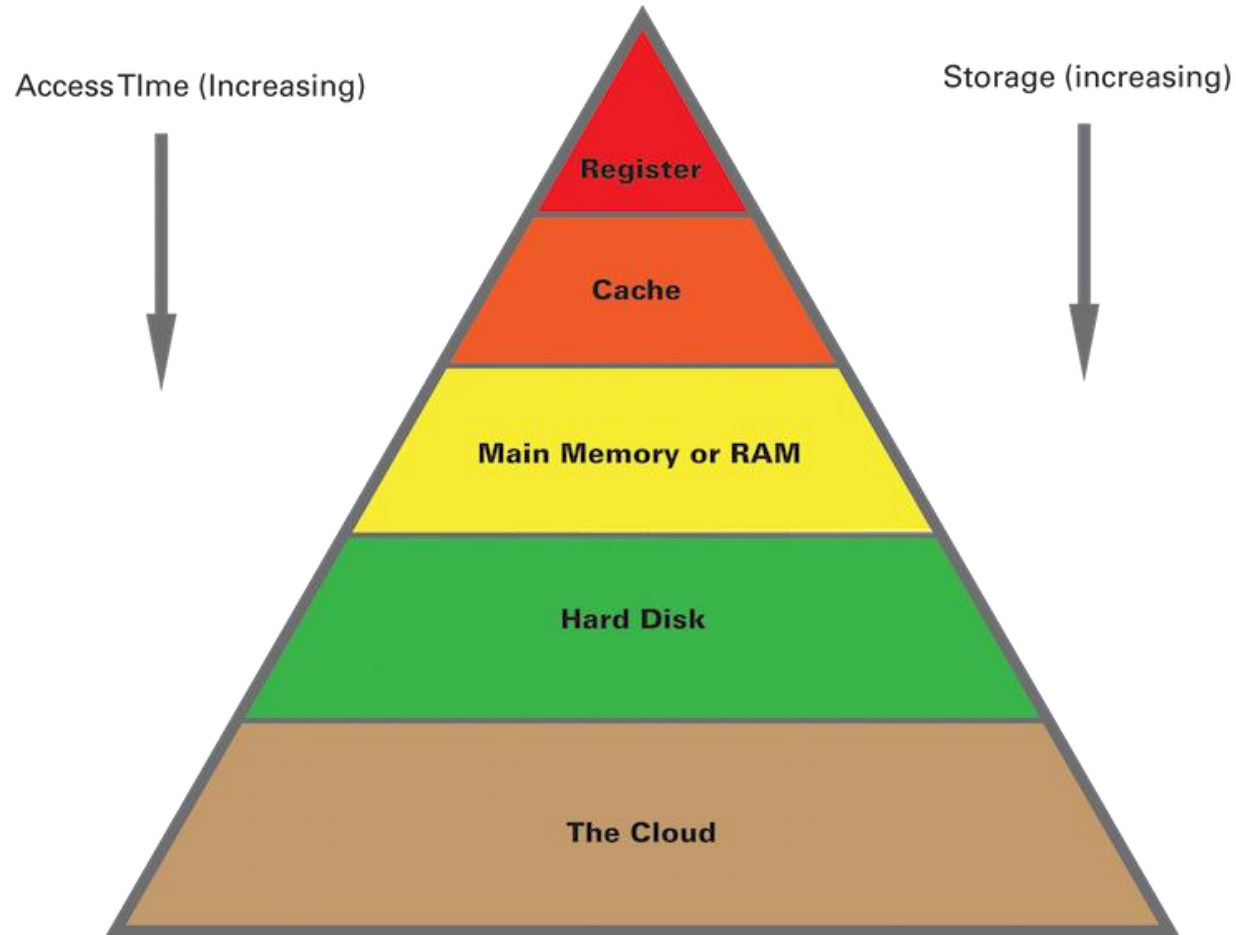 Access TIme (Increasing)
Storage (increasing)
Register
Cache
Main Memory or RAM
Hard Disk
The Cloud